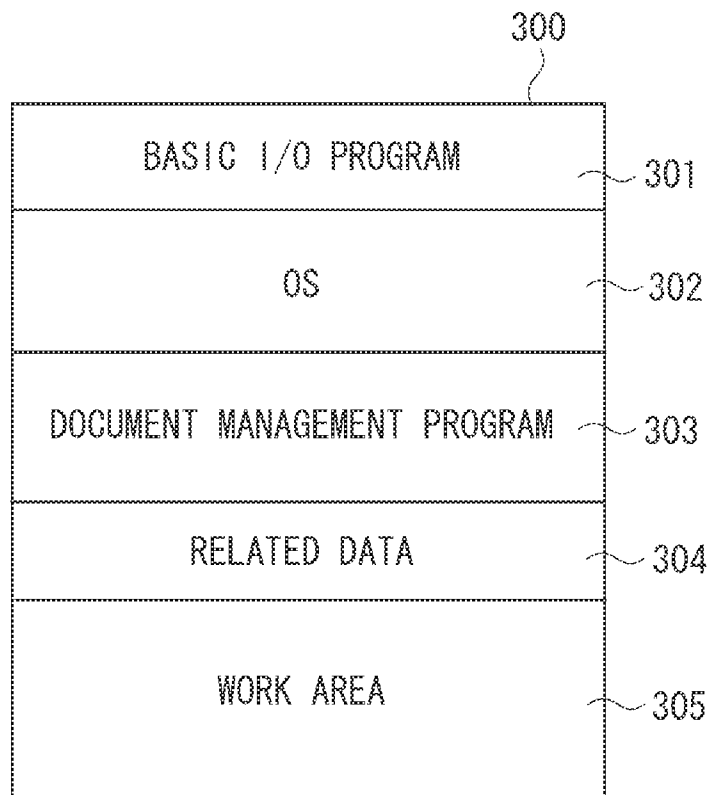 300
BASIC I/O PROGRAM
301
OS
302
DOCUMENT MANAGEMENT PROGRAM
303
RELATED DATA
304
WORK AREA
305